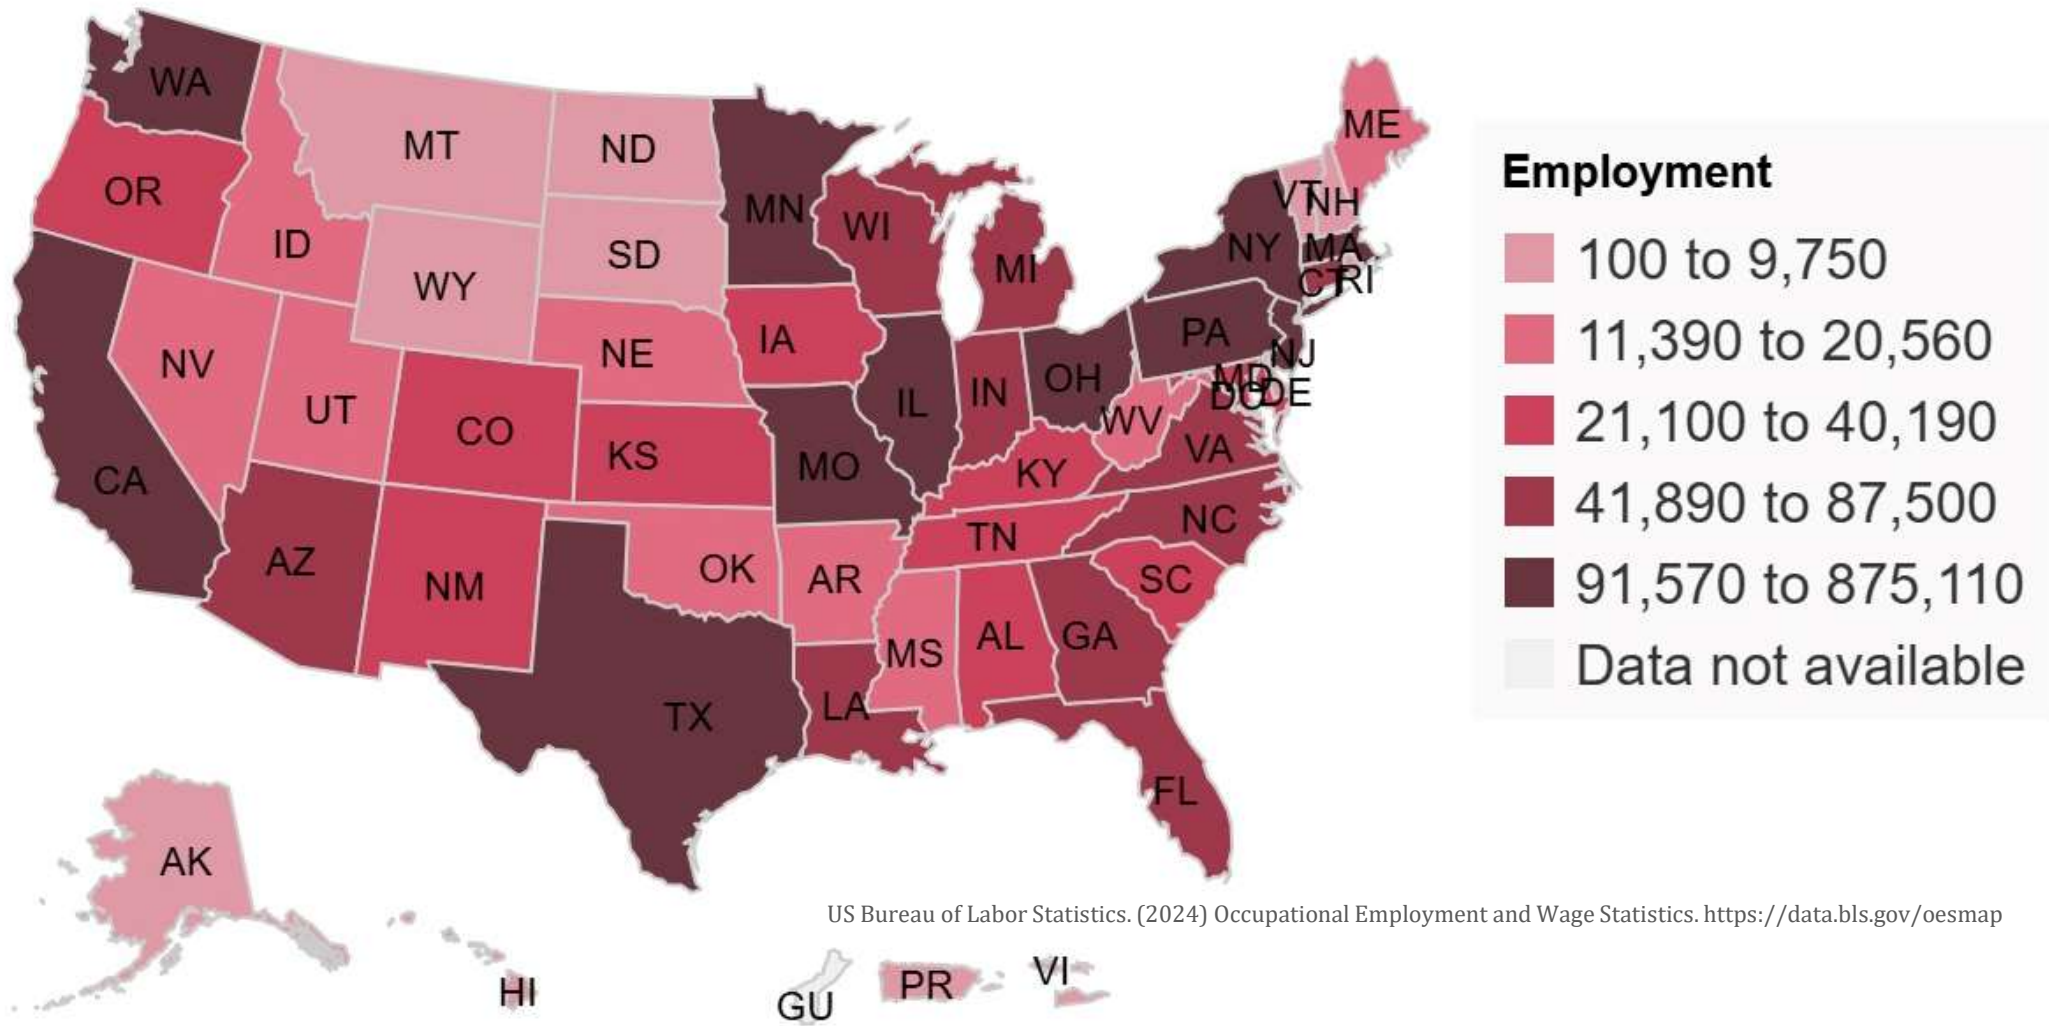 WA
MT
ND
MN
OR
ID
WY
SD
WI
MI
ME
VT
NH
NY
MA
CT
RI
NV
UT
CO
NE
IA
KS
MO
IL
IN
OH
PA
NJ
MD
DE
DC
WV
VA
KY
CA
AZ
NM
OK
AR
TN
NC
SC
MS
AL
GA
TX
LA
FL
AK
HI
GU
PR
VI
Employment
100 to 9,750
11,390 to 20,560
21,100 to 40,190
41,890 to 87,500
91,570 to 875,110
Data not available
US Bureau of Labor Statistics. (2024) Occupational Employment and Wage Statistics. https://data.bls.gov/oesmap